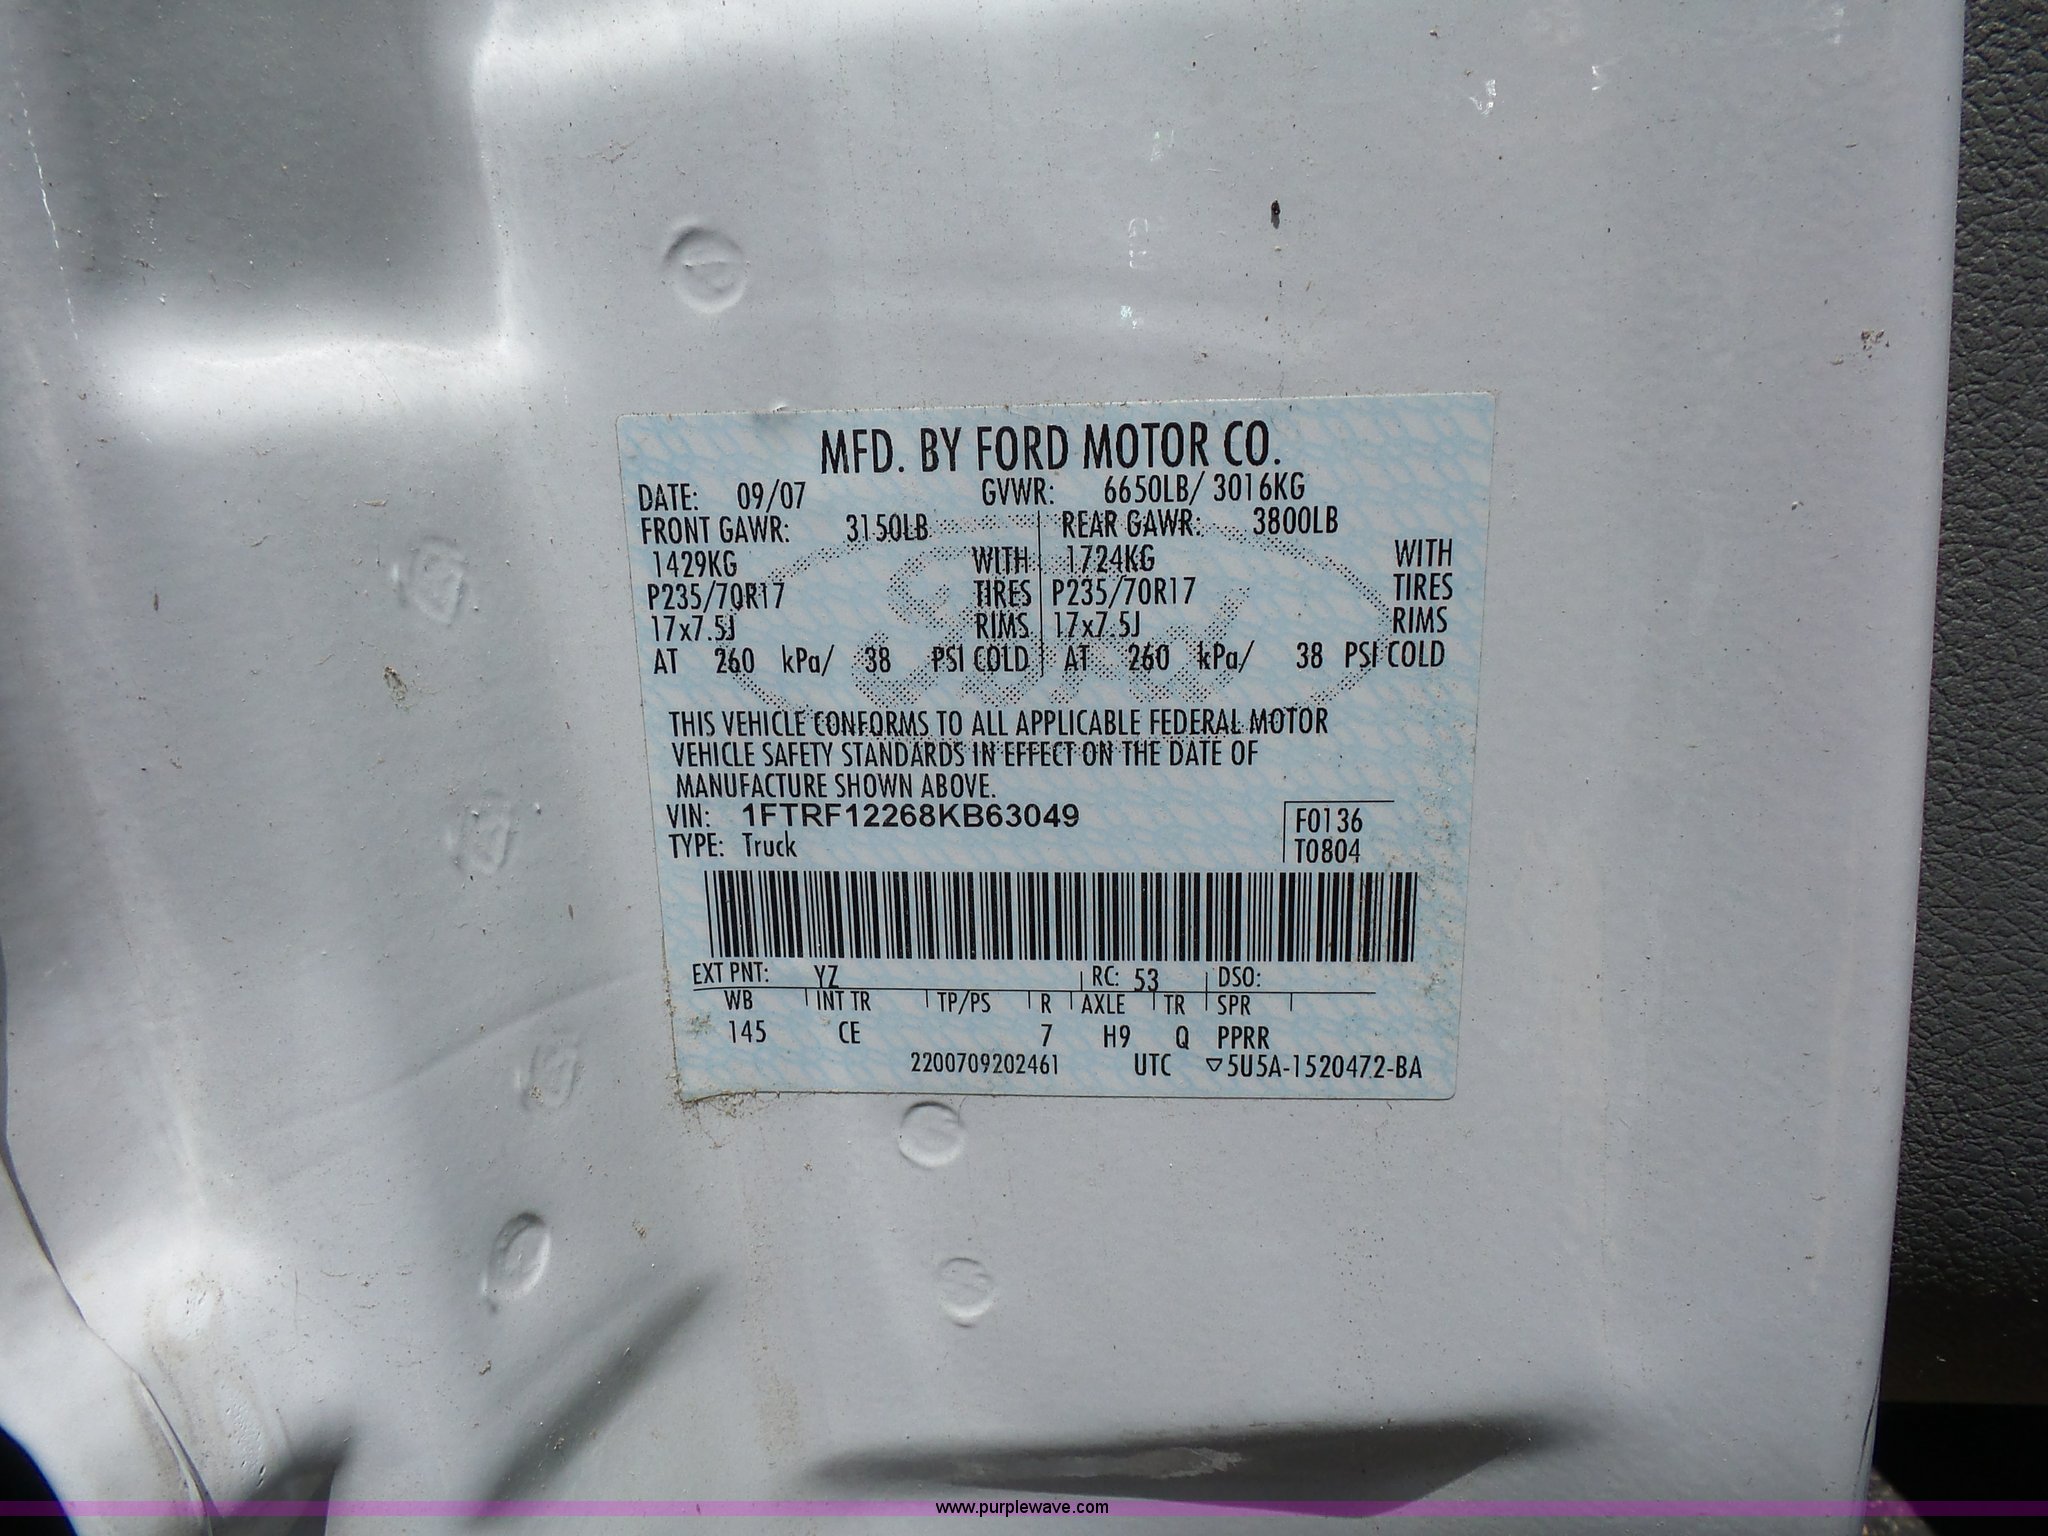 MFD. BY FORD MOTOR CO.
DATE: 09/07 GVWR: 6650LB/ 3016KG
FRONT GAWR: 3150LB REAR GAWR: 3800LB
1429KG WITH 1724KG WITH
P235/70R17 TIRES P235/70R17 TIRES
17x7.5J RIMS 17x7.5J RIMS
AT 260 kPa/ 38 PSI COLD AT 260 kPa/ 38 PSI COLD
Ford
THIS VEHICLE CONFORMS TO ALL APPLICABLE FEDERAL MOTOR
VEHICLE SAFETY STANDARDS IN EFFECT ON THE DATE OF
MANUFACTURE SHOWN ABOVE.
VIN: 1FTRF12268KB63049 F0136
TYPE: Truck T0804
EXT PNT: YZ RC: 53 DSO:
WB INT TR TP/PS R AXLE TR SPR
145 CE 7 H9 Q PPRR
2200709202461 UTC ▽5U5A-1520472-BA
www.purplewave.com